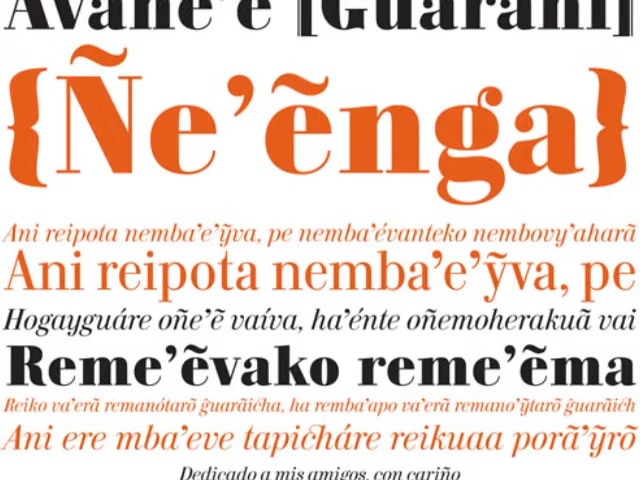 Avañe’ẽ [Guarani]
{Ñe’ẽnga}
Ani reipota nemba’e’ỹva, pe nemba’évanteko nembovy’aharã
Ani reipota nemba’e’ỹva, pe
Hogayguáre oñe’ẽ vaíva, ha’énte oñemoherakuã vai
Reme’ẽvako reme’ẽma
Reiko va’erã remanótarõ g̃uarãicha, ha remba’apo va’erã remano’ỹtarõ g̃uarãich
Ani ere mba’eve tapicháre reikuaa porã’ỹrõ
Dedicado a mis amigos, con cariño